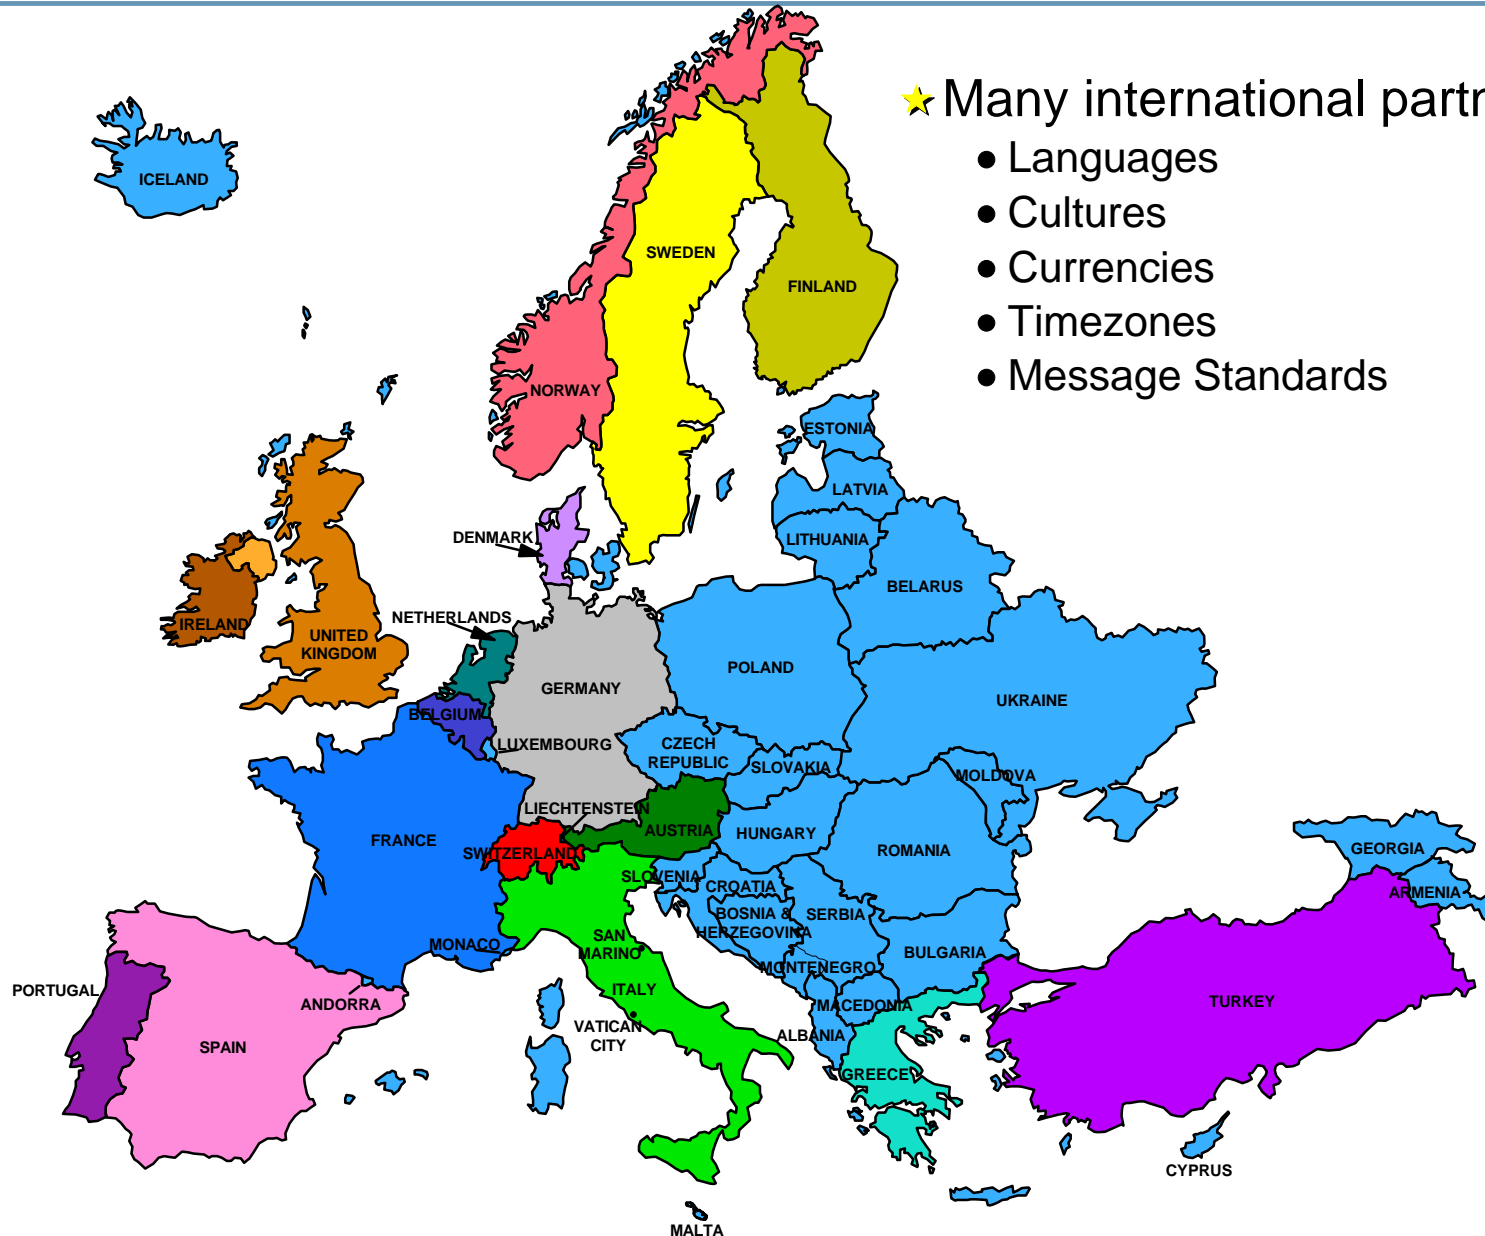 Many international partn
• Languages
• Cultures
• Currencies
• Timezones
• Message Standards
ICELAND
SWEDEN
FINLAND
NORWAY
ESTONIA
LATVIA
LITHUANIA
DENMARK
BELARUS
NETHERLANDS
IRELAND
UNITED
KINGDOM
POLAND
GERMANY
UKRAINE
BELGIUM
LUXEMBOURG
CZECH
REPUBLIC
SLOVAKIA
MOLDOVA
LIECHTENSTEIN
AUSTRIA
HUNGARY
FRANCE
SWITZERLAND
ROMANIA
GEORGIA
SLOVENIA
CROATIA
ARMENIA
BOSNIA &
HERZEGOVINA
SERBIA
SAN
MARINO
MONACO
BULGARIA
MONTENEGRO
PORTUGAL
ITALY
ANDORRA
MACEDONIA
TURKEY
VATICAN
CITY
ALBANIA
SPAIN
GREECE
CYPRUS
MALTA